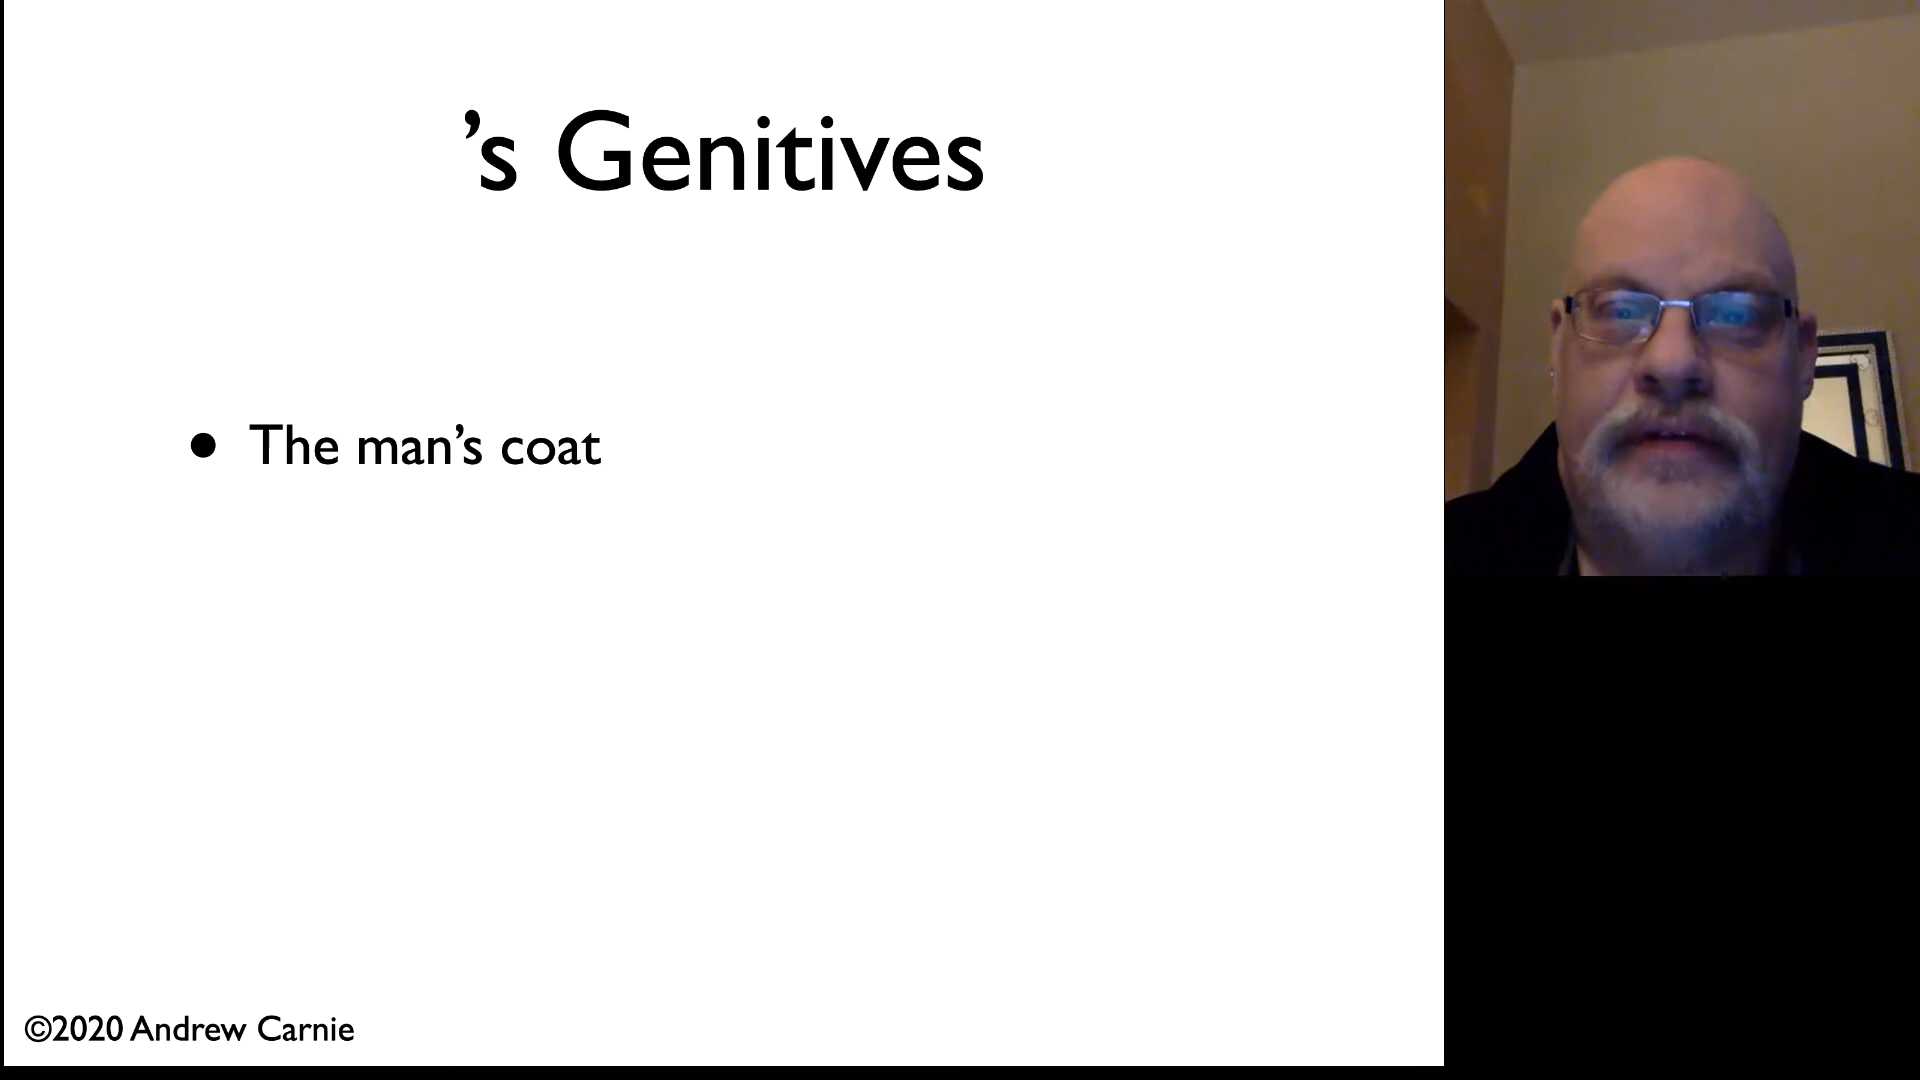 ’s Genitives
• The man’s coat
©2020 Andrew Carnie